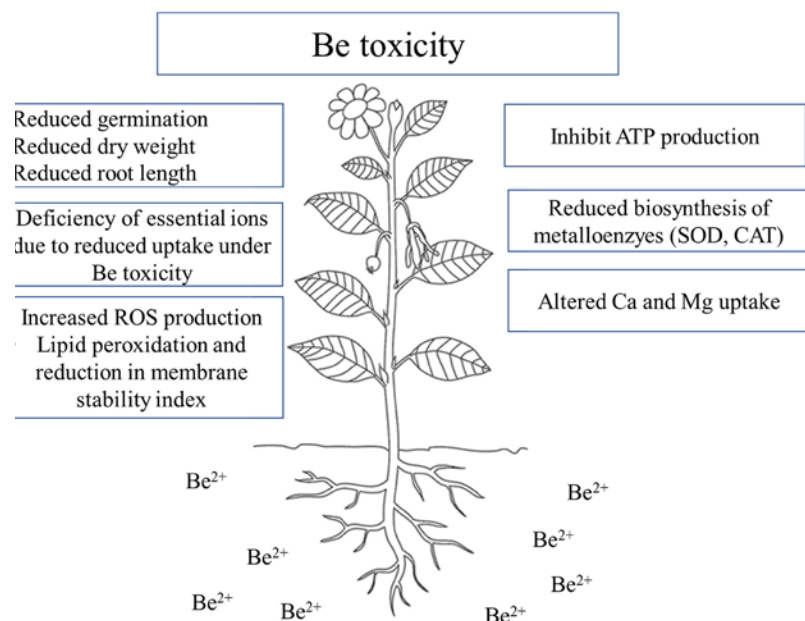 Be toxicity
Reduced germination
Reduced dry weight
Reduced root length
Deficiency of essential ions
due to reduced uptake under
Be toxicity
Increased ROS production
Lipid peroxidation and
reduction in membrane
stability index
Inhibit ATP production
Reduced biosynthesis of
metalloenzyes (SOD, CAT)
Altered Ca and Mg uptake
Be²⁺
Be²⁺
Be²⁺
Be²⁺
Be²⁺
Be²⁺
Be²⁺
Be²⁺